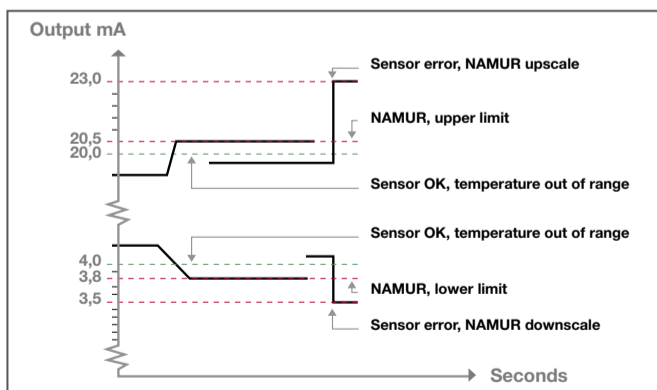 Output mA
Sensor error, NAMUR upscale
23,0
NAMUR, upper limit
20,5
20,0
Sensor OK, temperature out of range
Sensor OK, temperature out of range
4,0
3,8
NAMUR, lower limit
3,5
Sensor error, NAMUR downscale
Seconds